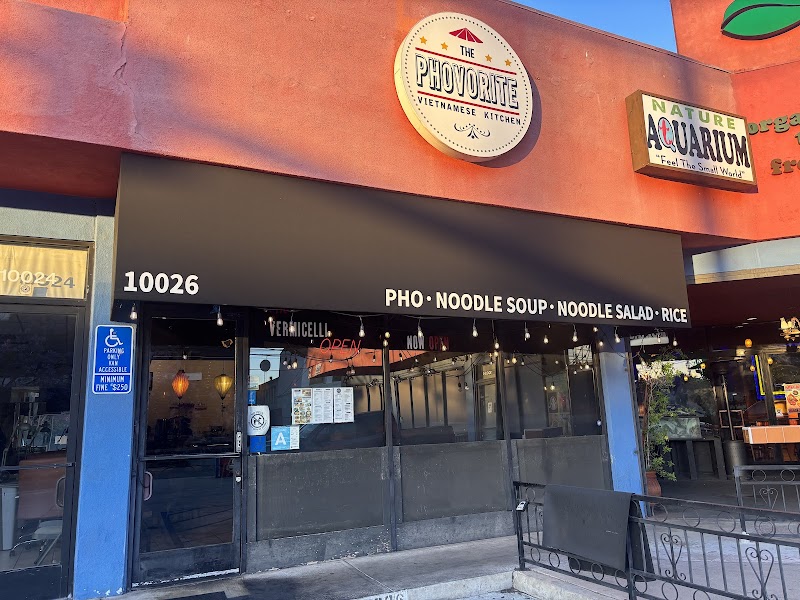 THE
PHOVORITE
VIETNAMESE KITCHEN
NATURE
AQUARIUM
"Feel The Small World"
10026
PHO • NOODLE SOUP • NOODLE SALAD • RICE
10024
VERMICELLI
OPEN
NOW OPEN
PARKING
ONLY
VAN
ACCESSIBLE
MINIMUM
FINE $250
A